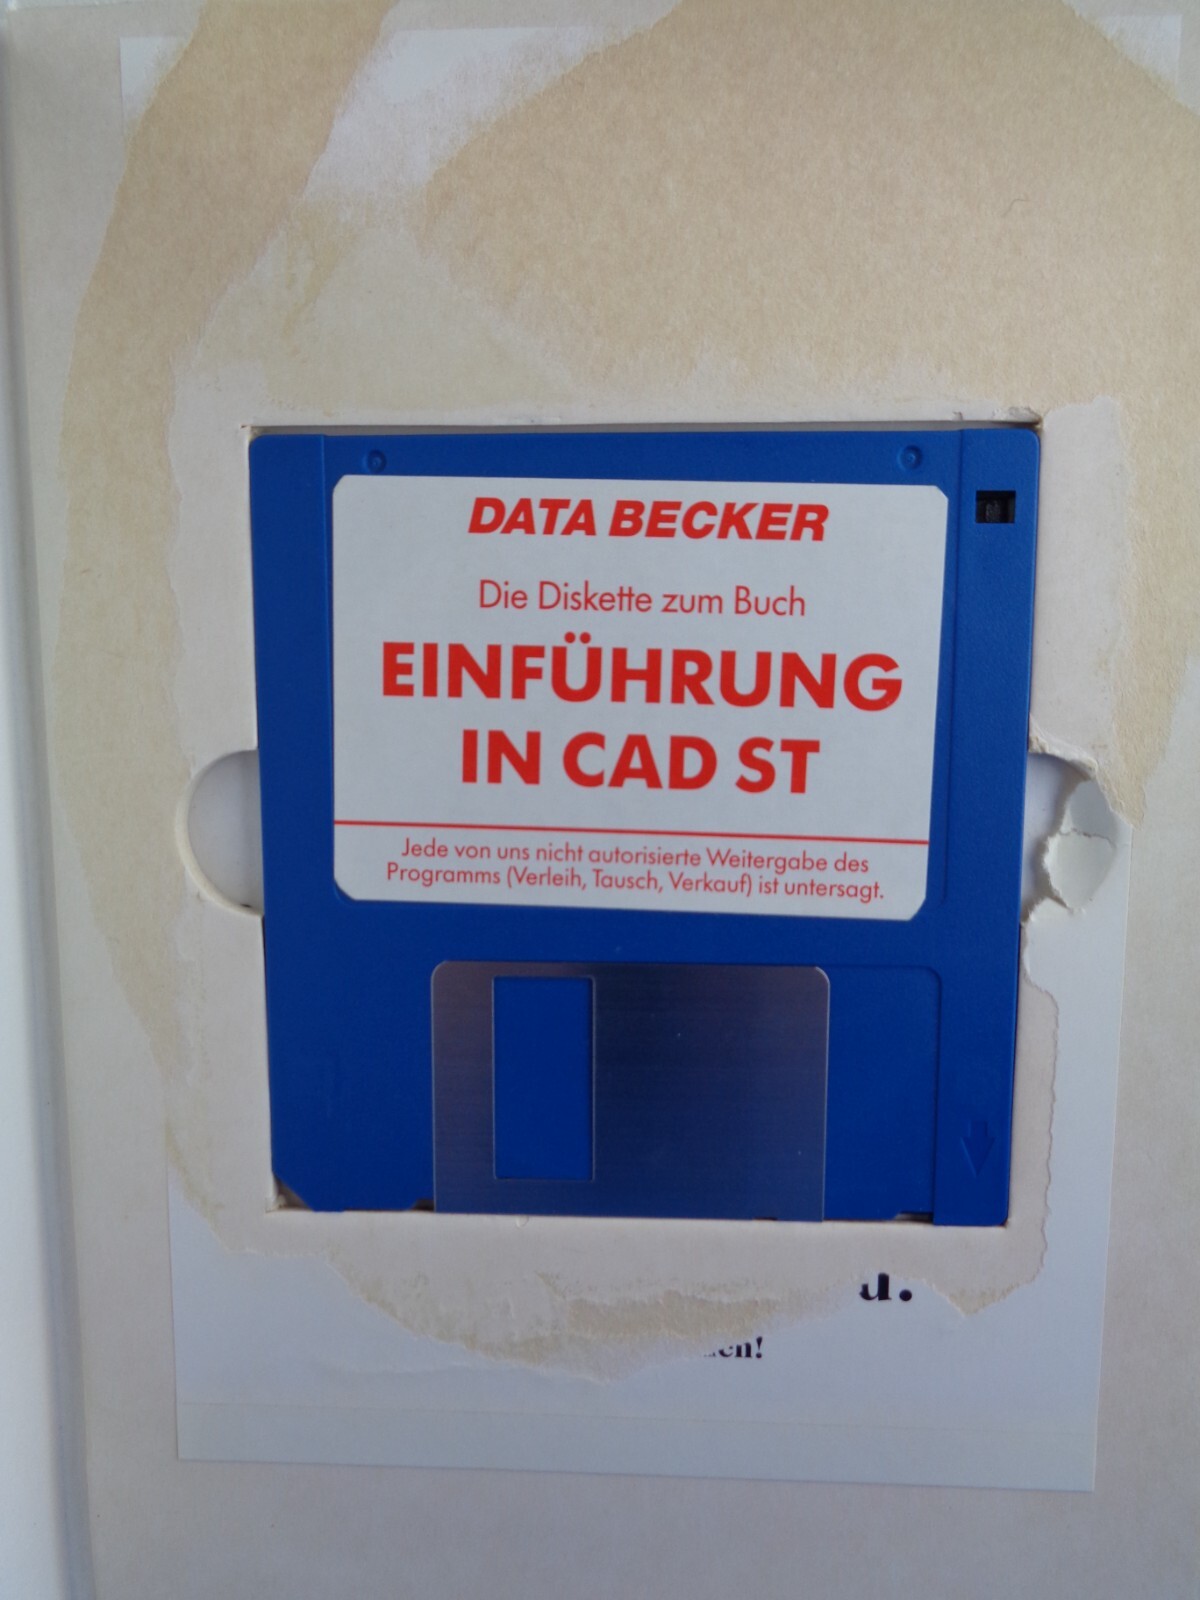 DATA BECKER
Die Diskette zum Buch
EINFÜHRUNG
IN CAD ST
Jede von uns nicht autorisierte Weitergabe des
Programms (Verleih, Tausch, Verkauf) ist untersagt.